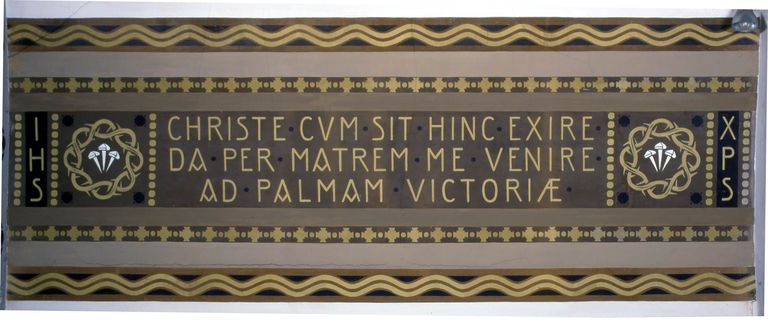 IHS
CHRISTE·CVM·SIT·HINC·EXIRE·
DA·PER·MATREM·ME·VENIRE
AD·PALMAM·VICTORIÆ·
XPS